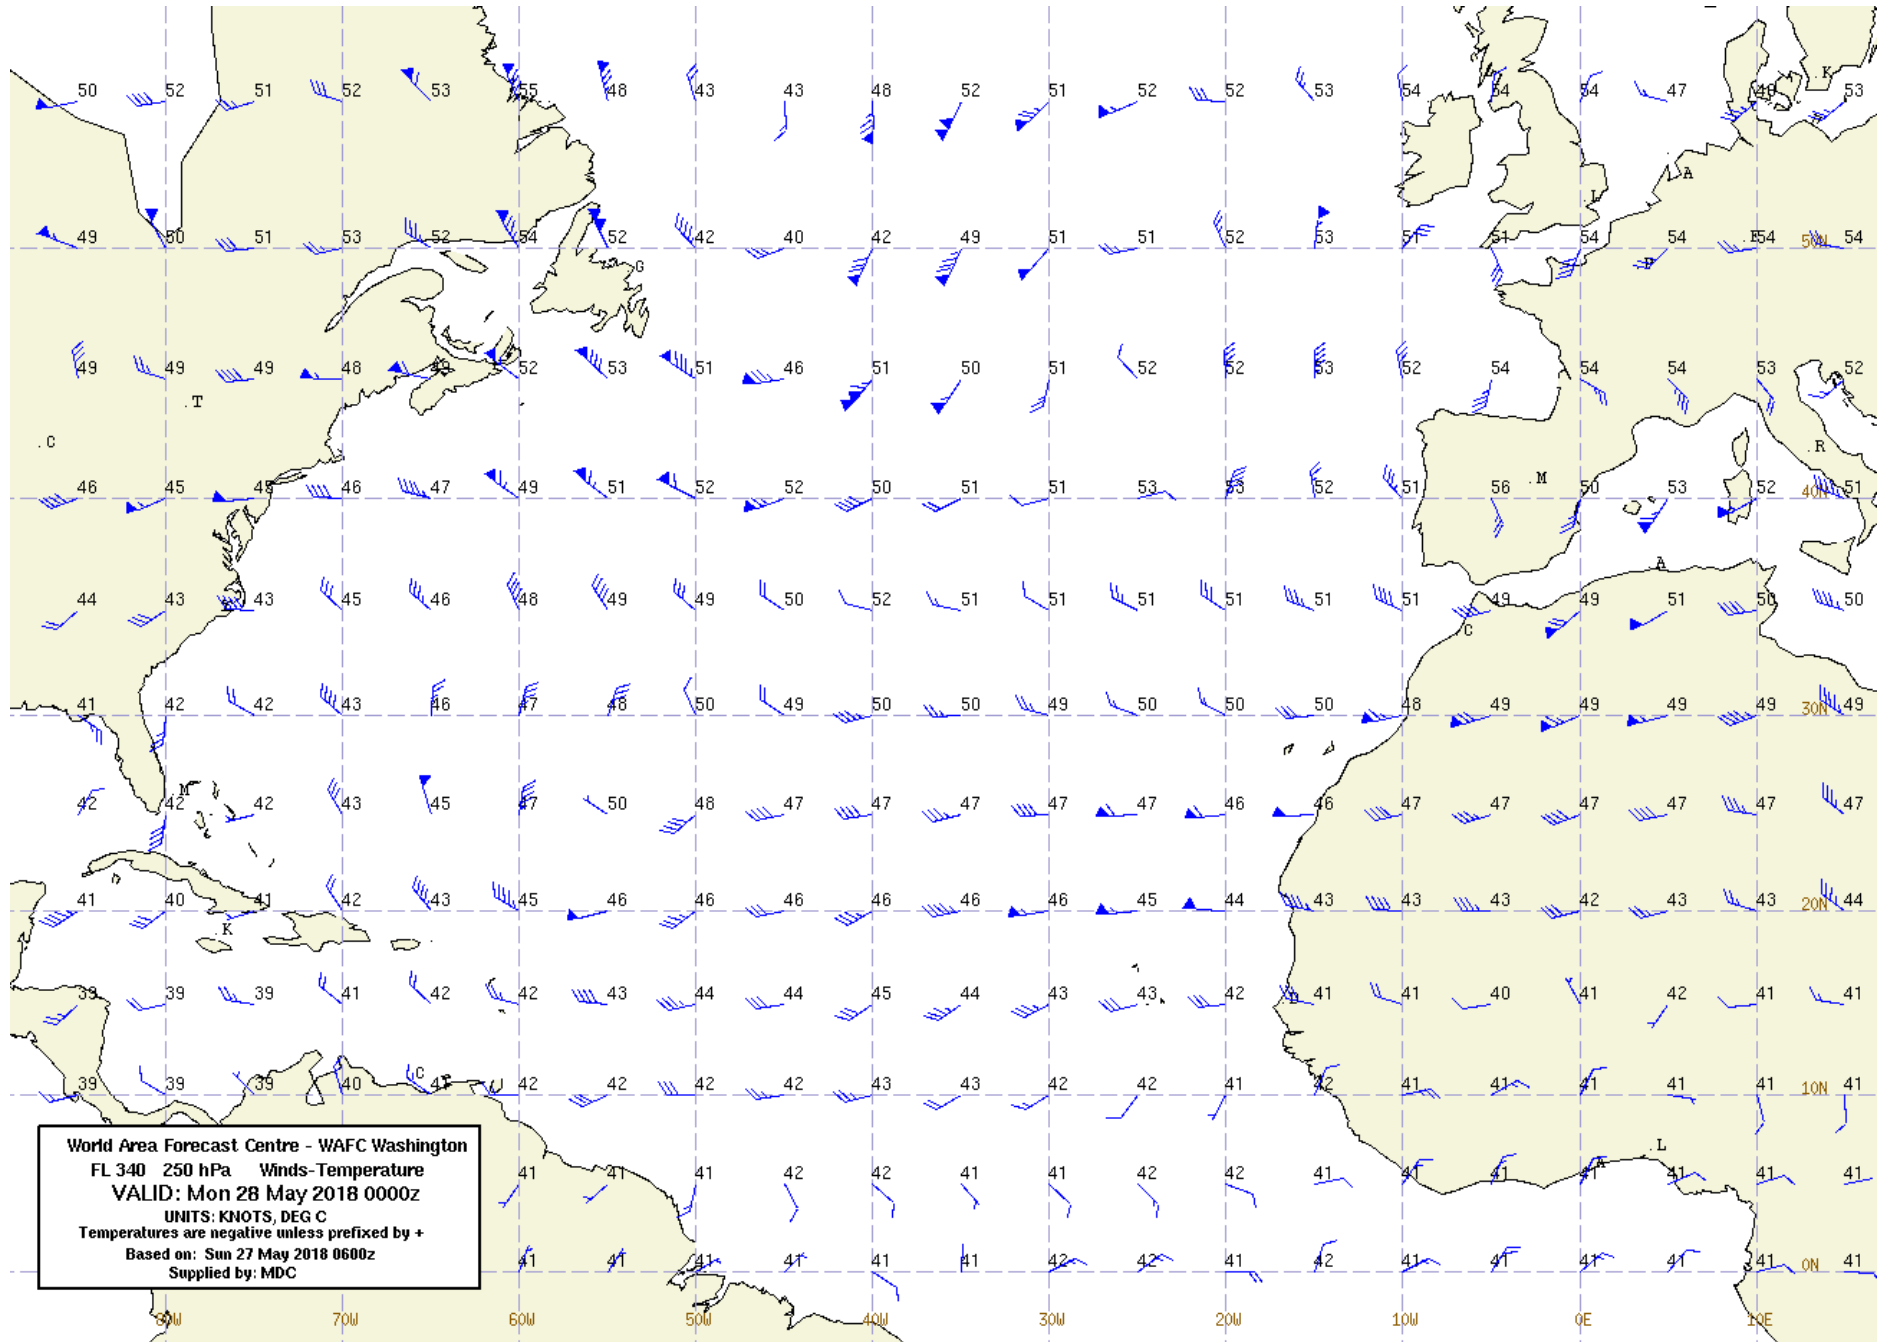 50 52 51 52 53 55 48 43 43 48 52 51 52 52 53 54 54 54 47 48 53
.K
A
L
49 50 51 53 52 54 52 42 40 42 49 51 51 52 53 51 51 54 54 .F54 50N 54
G
P
49 49 49 48 49 52 53 51 46 51 50 51 52 52 53 52 54 54 54 53 52
.T
.C
.R
.M
46 45 45 46 47 49 51 52 52 50 51 51 53 53 52 51 56 50 53 52 40N 51
.A
44 43 43 45 46 48 49 49 50 52 51 51 51 51 51 51 49 49 51 50 50
C
41 42 42 43 46 47 48 50 49 50 50 49 50 50 50 48 49 49 49 49 30N 49
M
42 42 42 43 45 47 50 48 47 47 47 47 47 46 46 47 47 47 47 47 47
41 40 41 42 43 45 46 46 46 46 46 46 45 44 43 43 43 42 43 43 20N 44
.K
39 39 39 41 42 42 43 44 44 45 44 43 43 42 41 41 40 41 42 41 41
.D
C
39 39 39 40 41 42 42 42 42 43 43 42 42 41 42 41 41 41 41 41 10N 41
World Area Forecast Centre - WAFC Washington
FL 340 250 hPa Winds-Temperature
VALID: Mon 28 May 2018 0000z
UNITS: KNOTS, DEG C
Temperatures are negative unless prefixed by +
Based on: Sun 27 May 2018 0600z
Supplied by: MDC
.L
A
41 41 41 42 42 41 42 42 42 41 41 41 41 41 41 41
41 41 41 42 42 41 42 42 41 42 41 41 41 41 41 0N 41
80W 70W 60W 50W 40W 30W 20W 10W 0E 10E